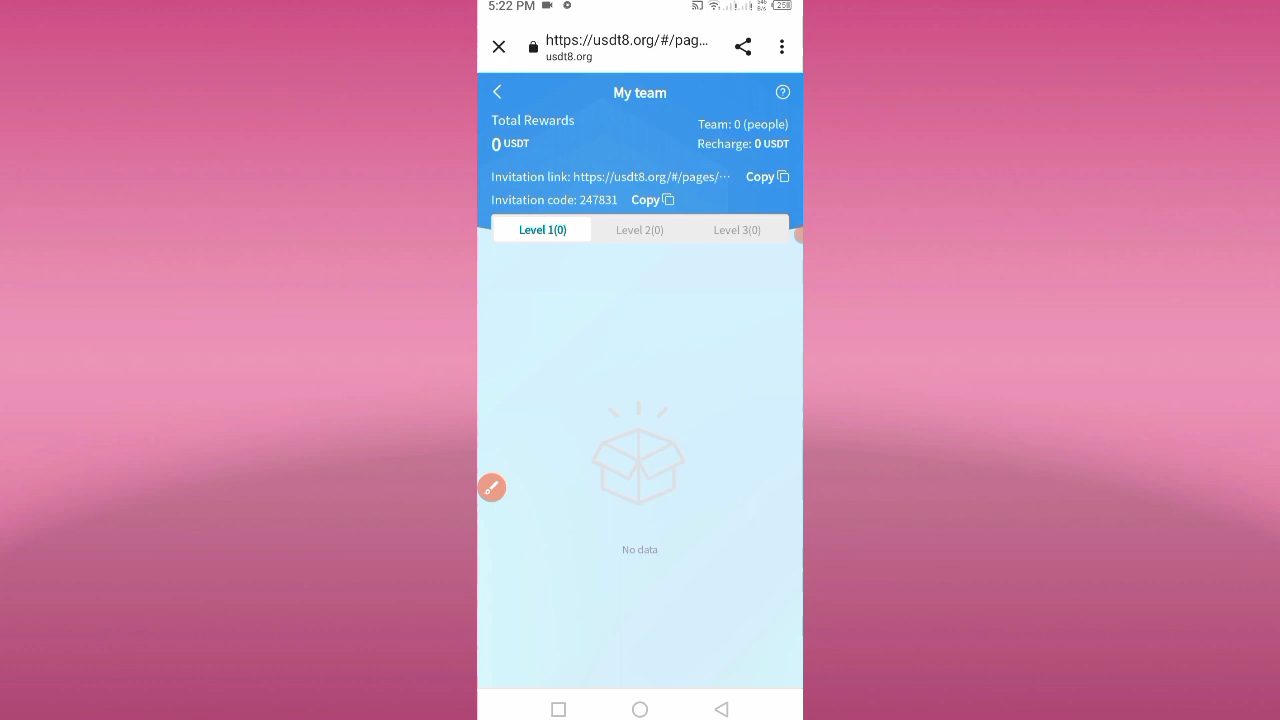 5:22 PM
https://usdt8.org/#/pag...
usdt8.org
My team
Total Rewards
Team: 0 (people)
0 USDT
Recharge: 0 USDT
Invitation link: https://usdt8.org/#/pages/··· Copy
Invitation code: 247831 Copy
Level 1(0) Level 2(0) Level 3(0)
No data